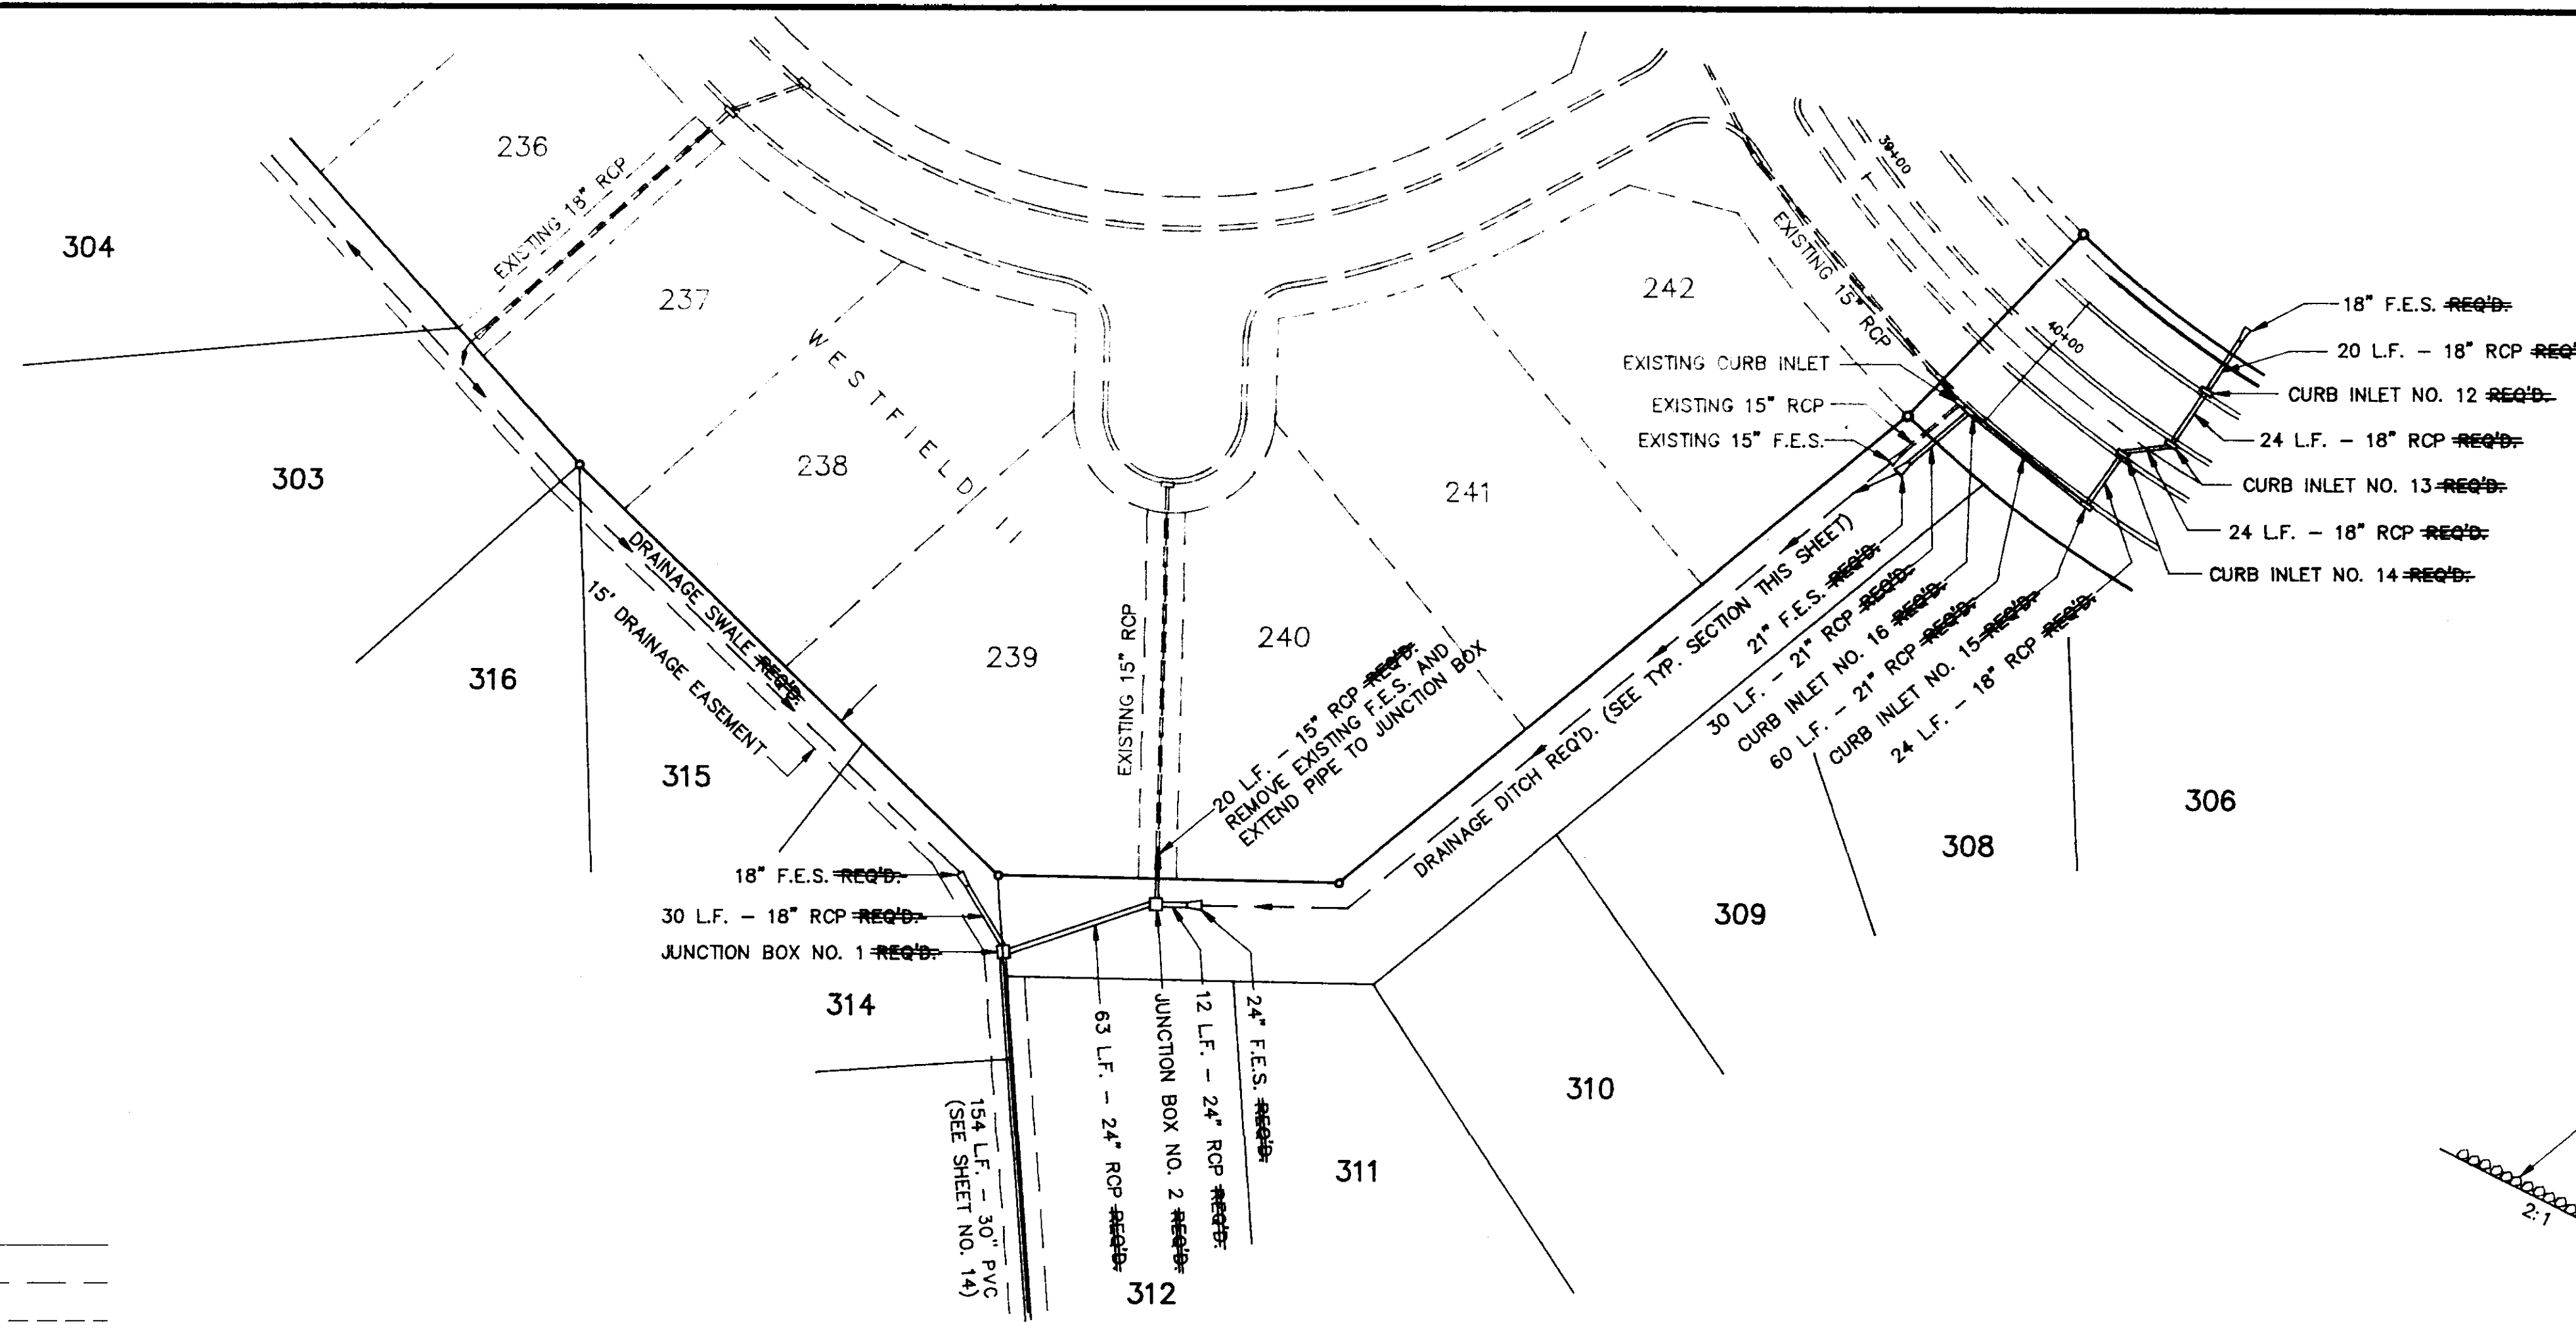 236
EXISTING 18" RCP
304
237
WESTFIELD II
303
238
DRAINAGE SWALE REQ'D.
15' DRAINAGE EASEMENT
316
315
239
EXISTING 15" RCP
240
241
242
20 L.F. – 15" RCP REQ'D.
REMOVE EXISTING F.E.S. AND
EXTEND PIPE TO JUNCTION BOX
EXISTING 15" RCP
39+00
40+00
EXISTING CURB INLET
EXISTING 15" RCP
EXISTING 15" F.E.S.
18" F.E.S. REQ'D.
20 L.F. – 18" RCP REQ'
CURB INLET NO. 12 REQ'D.
24 L.F. – 18" RCP REQ'D.
CURB INLET NO. 13 REQ'D.
24 L.F. – 18" RCP REQ'D.
CURB INLET NO. 14 REQ'D.
DRAINAGE DITCH REQ'D. (SEE TYP. SECTION THIS SHEET)
21" F.E.S. REQ'D.
30 L.F. – 21" RCP REQ'D.
CURB INLET NO. 16 REQ'D.
60 L.F. – 21" RCP REQ'D.
CURB INLET NO. 15 REQ'D.
24 L.F. – 18" RCP REQ'D.
306
308
309
310
311
18" F.E.S. REQ'D.
30 L.F. – 18" RCP REQ'D.
JUNCTION BOX NO. 1 REQ'D.
314
154 L.F. – 30" PVC
(SEE SHEET NO. 14)
63 L.F. – 24" RCP REQ'D.
JUNCTION BOX NO. 2 REQ'D.
12 L.F. – 24" RCP REQ'D.
24" F.E.S. REQ'D.
312
2:1